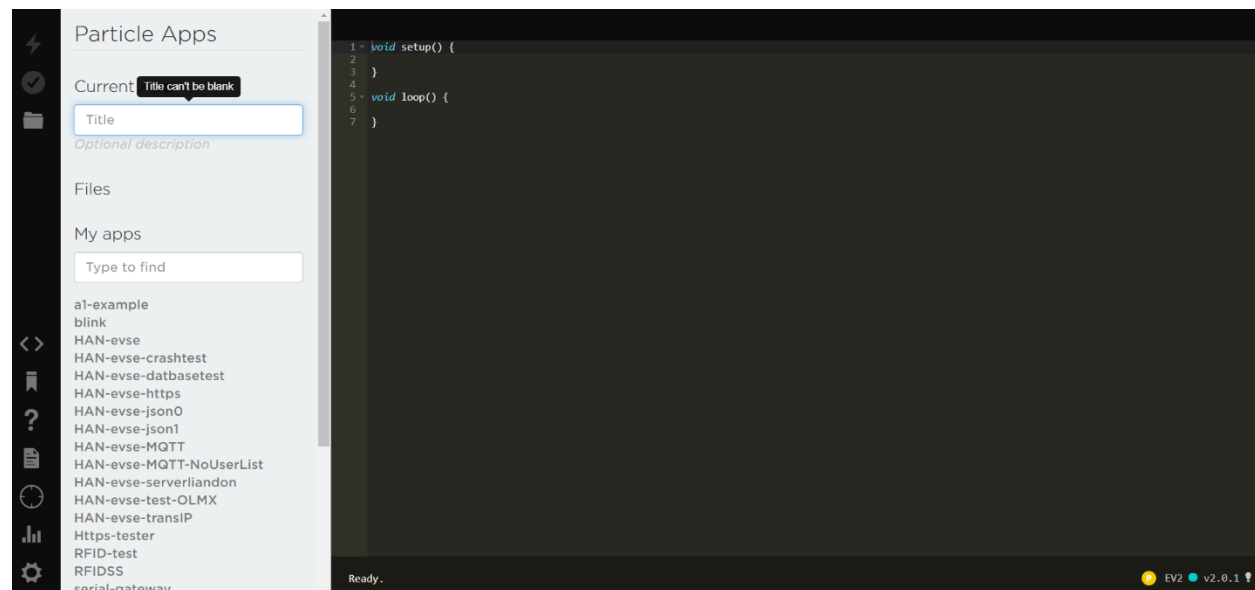 Particle Apps
Current
Title can't be blank
Title
Optional description
Files
My apps
Type to find
a1-example
blink
HAN-evse
HAN-evse-crashtest
HAN-evse-datbasetest
HAN-evse-https
HAN-evse-json0
HAN-evse-json1
HAN-evse-MQTT
HAN-evse-MQTT-NoUserList
HAN-evse-serverliandon
HAN-evse-test-OLMX
HAN-evse-transIP
Https-tester
RFID-test
RFIDSS
serial-gateway
1 void setup() {
2
3 }
4
5 void loop() {
6
7 }
Ready.
P EV2 v2.0.1